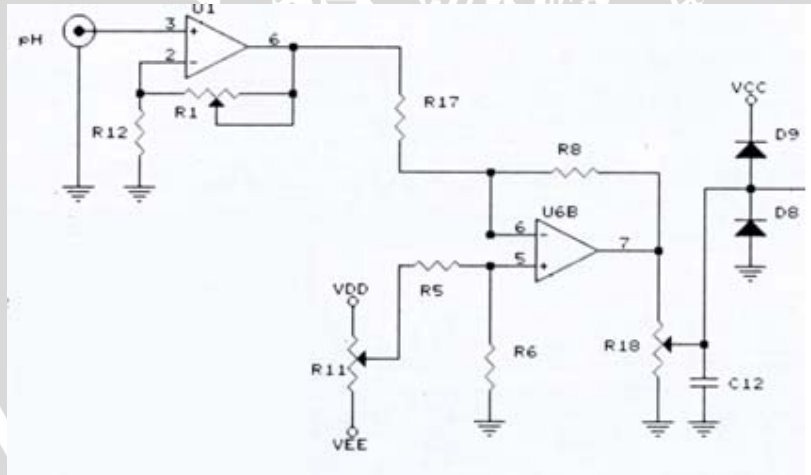 U1
pH
3
6
2
R1
R12
R17
R8
VCC
D9
U6B
6
7
5
D8
R5
VDD
R11
R6
R18
C12
VEE